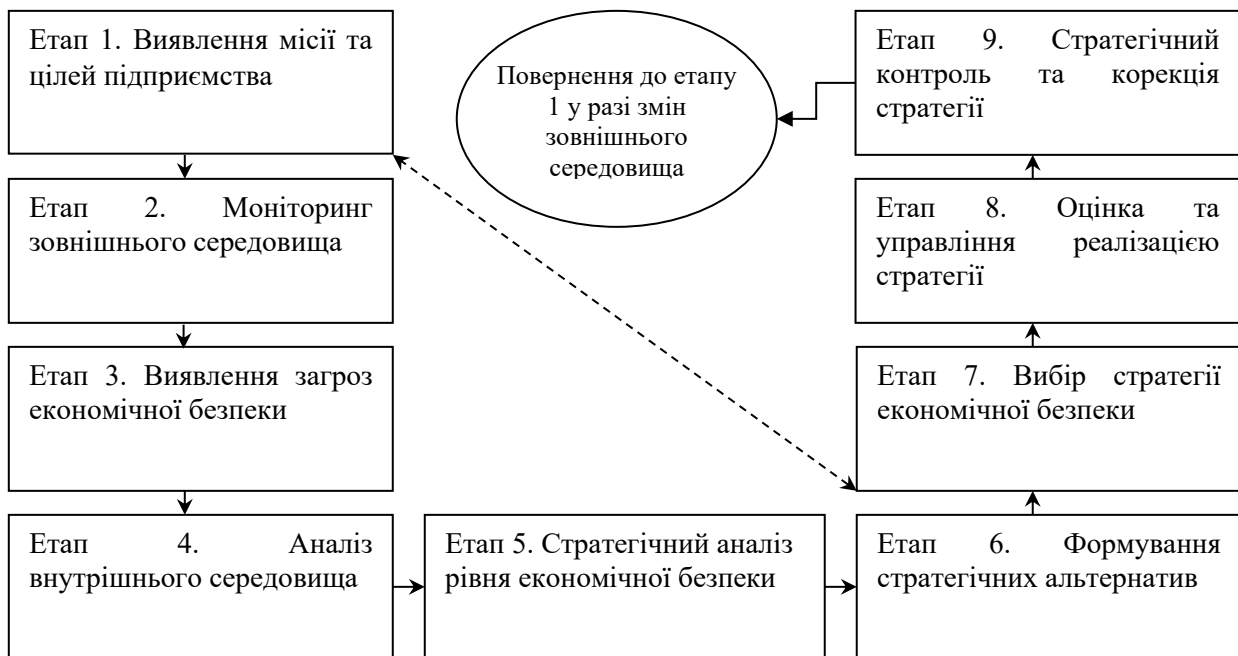 Етап 1. Виявлення місії та
цілей підприємства
Етап 2. Моніторинг
зовнішнього середовища
Етап 3. Виявлення загроз
економічної безпеки
Етап 4. Аналіз
внутрішнього середовища
Етап 5. Стратегічний аналіз
рівня економічної безпеки
Етап 6. Формування
стратегічних альтернатив
Етап 7. Вибір стратегії
економічної безпеки
Етап 8. Оцінка та
управління реалізацією
стратегії
Етап 9. Стратегічний
контроль та корекція
стратегії
Повернення до етапу
1 у разі змін
зовнішнього
середовища